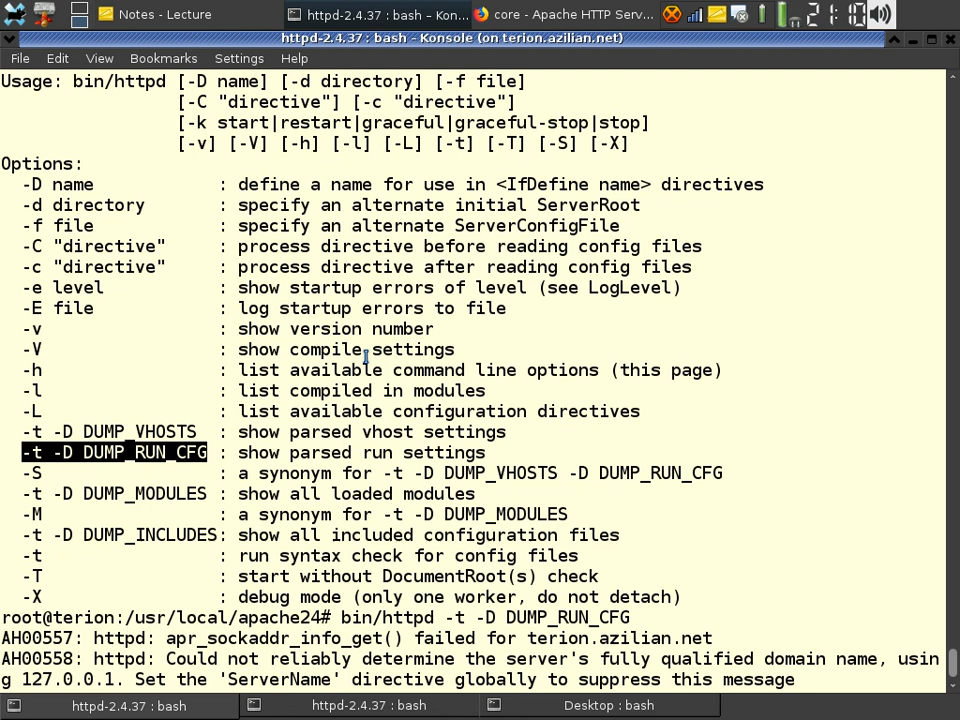 Notes - Lecture
httpd-2.4.37 : bash – Kon...
core - Apache HTTP Serv...
21:10
httpd-2.4.37 : bash - Konsole (on terion.azilian.net)
File Edit View Bookmarks Settings Help
Usage: bin/httpd [-D name] [-d directory] [-f file]
[-C "directive"] [-c "directive"]
[-k start|restart|graceful|graceful-stop|stop]
[-v] [-V] [-h] [-l] [-L] [-t] [-T] [-S] [-X]
Options:
-D name : define a name for use in <IfDefine name> directives
-d directory : specify an alternate initial ServerRoot
-f file : specify an alternate ServerConfigFile
-C "directive" : process directive before reading config files
-c "directive" : process directive after reading config files
-e level : show startup errors of level (see LogLevel)
-E file : log startup errors to file
-v : show version number
-V : show compile settings
-h : list available command line options (this page)
-l : list compiled in modules
-L : list available configuration directives
-t -D DUMP_VHOSTS : show parsed vhost settings
-t -D DUMP_RUN_CFG : show parsed run settings
-S : a synonym for -t -D DUMP_VHOSTS -D DUMP_RUN_CFG
-t -D DUMP_MODULES : show all loaded modules
-M : a synonym for -t -D DUMP_MODULES
-t -D DUMP_INCLUDES: show all included configuration files
-t : run syntax check for config files
-T : start without DocumentRoot(s) check
-X : debug mode (only one worker, do not detach)
root@terion:/usr/local/apache24# bin/httpd -t -D DUMP_RUN_CFG
AH00557: httpd: apr_sockaddr_info_get() failed for terion.azilian.net
AH00558: httpd: Could not reliably determine the server's fully qualified domain name, usin
g 127.0.0.1. Set the 'ServerName' directive globally to suppress this message
httpd-2.4.37 : bash
httpd-2.4.37 : bash
Desktop : bash